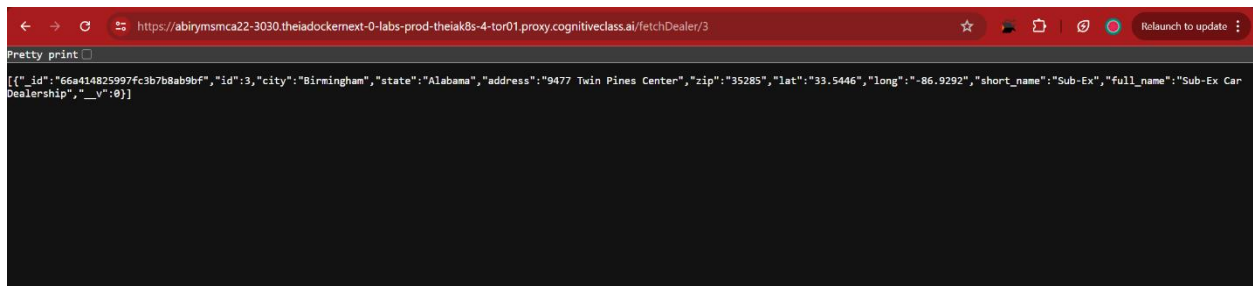 https://abirymsmca22-3030.theiadockernext-0-labs-prod-theiak8s-4-tor01.proxy.cognitiveclass.ai/fetchDealer/3
Relaunch to update
Pretty print
[{"_id":"66a414825997fc3b7b8ab9bf","id":3,"city":"Birmingham","state":"Alabama","address":"9477 Twin Pines Center","zip":"35285","lat":"33.5446","long":"-86.9292","short_name":"Sub-Ex","full_name":"Sub-Ex Car
Dealership","__v":0}]